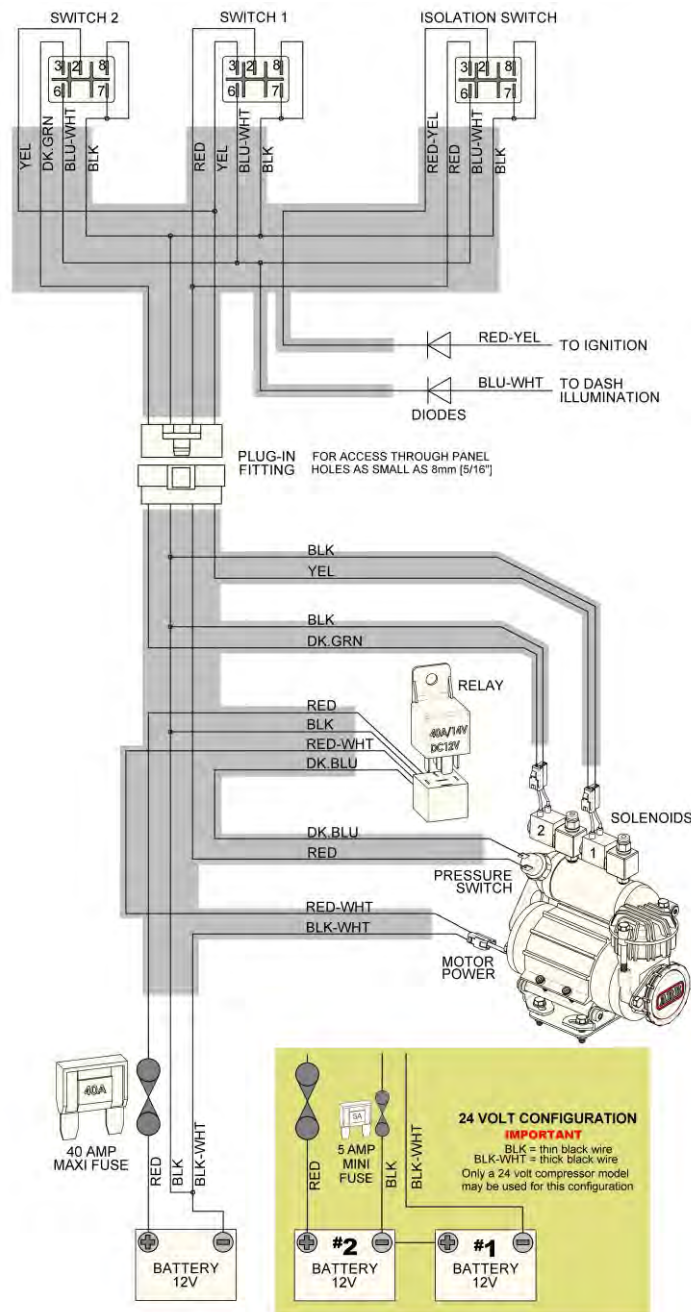 SWITCH 2
SWITCH 1
ISOLATION SWITCH
3 2 8
6 7
3 2 8
6 7
3 2 8
6 7
YEL
DK.GRN
BLU-WHT
BLK
RED
YEL
BLU-WHT
BLK
RED-YEL
RED
BLU-WHT
BLK
RED-YEL
TO IGNITION
BLU-WHT
TO DASH
ILLUMINATION
DIODES
PLUG-IN
FITTING
FOR ACCESS THROUGH PANEL
HOLES AS SMALL AS 8mm [5/16"]
BLK
YEL
BLK
DK.GRN
RED
BLK
RED-WHT
DK.BLU
RELAY
40A/14V
DC12V
DK.BLU
RED
PRESSURE
SWITCH
2
1
SOLENOIDS
RED-WHT
BLK-WHT
MOTOR
POWER
40A
40 AMP
MAXI FUSE
RED
BLK
BLK-WHT
BATTERY
12V
5A
5 AMP
MINI
FUSE
RED
BLK
BLK-WHT
24 VOLT CONFIGURATION
IMPORTANT
BLK = thin black wire
BLK-WHT = thick black wire
Only a 24 volt compressor model
may be used for this configuration
#2
BATTERY
12V
#1
BATTERY
12V